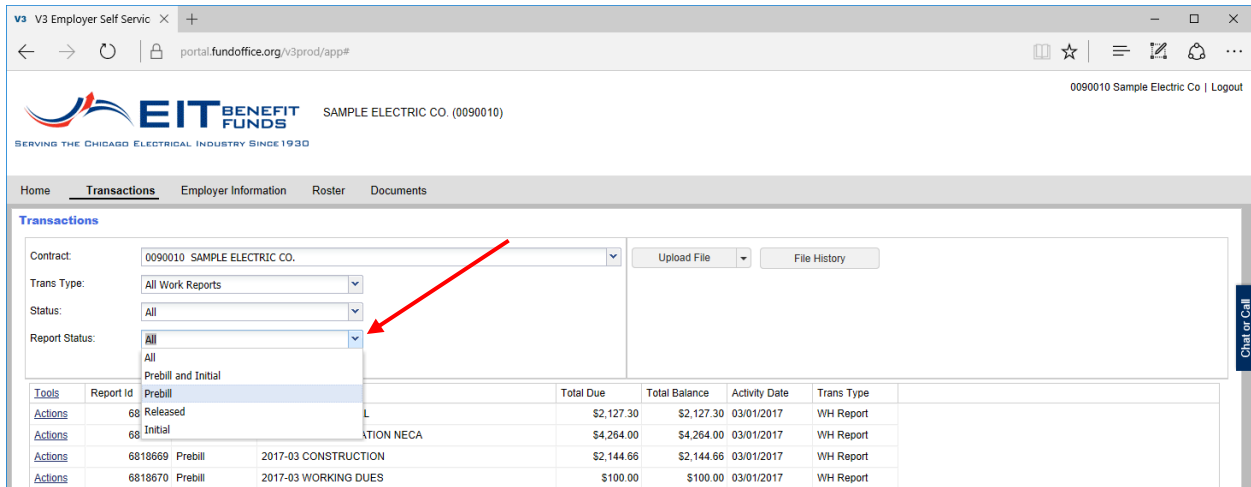 V3 V3 Employer Self Servic
portal.fundoffice.org/v3prod/app#
0090010 Sample Electric Co | Logout
EIT BENEFIT FUNDS
SAMPLE ELECTRIC CO. (0090010)
SERVING THE CHICAGO ELECTRICAL INDUSTRY SINCE 1930
Home Transactions Employer Information Roster Documents
Transactions
Contract: 0090010 SAMPLE ELECTRIC CO. Upload File File History
Trans Type: All Work Reports
Status: All
Report Status: All
All
Prebill and Initial
Prebill
Released
Initial
Chat or Call
Tools Report Id Total Due Total Balance Activity Date Trans Type
Actions 68 L $2,127.30 $2,127.30 03/01/2017 WH Report
Actions 68 ATION NECA $4,264.00 $4,264.00 03/01/2017 WH Report
Actions 6818669 Prebill 2017-03 CONSTRUCTION $2,144.66 $2,144.66 03/01/2017 WH Report
Actions 6818670 Prebill 2017-03 WORKING DUES $100.00 $100.00 03/01/2017 WH Report